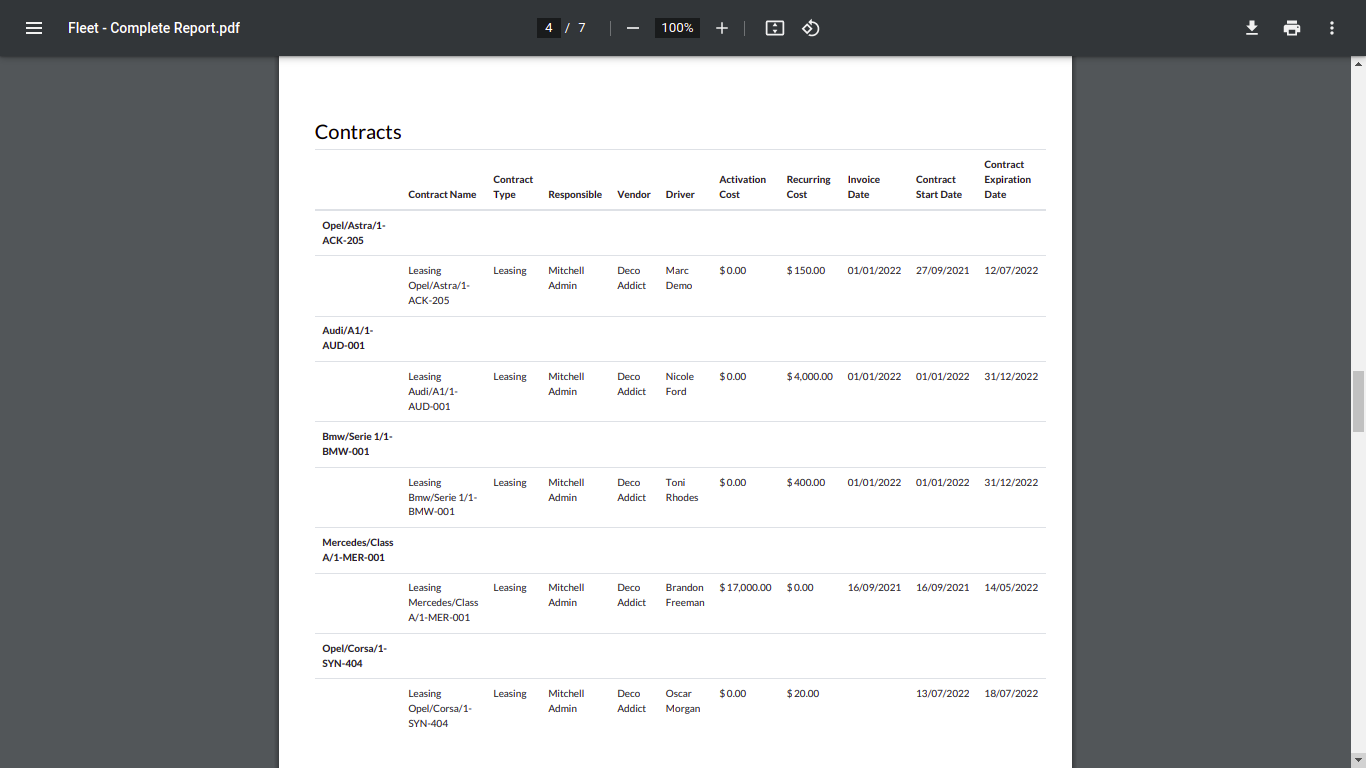 Fleet - Complete Report.pdf 4 / 7 100%
Contracts
Contract
Contract Activation Recurring Invoice Contract Expiration
Contract Name Type Responsible Vendor Driver Cost Cost Date Start Date Date
Opel/Astra/1-
ACK-205
Leasing Leasing Mitchell Deco Marc $ 0.00 $ 150.00 01/01/2022 27/09/2021 12/07/2022
Opel/Astra/1- Admin Addict Demo
ACK-205
Audi/A1/1-
AUD-001
Leasing Leasing Mitchell Deco Nicole $ 0.00 $ 4,000.00 01/01/2022 01/01/2022 31/12/2022
Audi/A1/1- Admin Addict Ford
AUD-001
Bmw/Serie 1/1-
BMW-001
Leasing Leasing Mitchell Deco Toni $ 0.00 $ 400.00 01/01/2022 01/01/2022 31/12/2022
Bmw/Serie 1/1- Admin Addict Rhodes
BMW-001
Mercedes/Class
A/1-MER-001
Leasing Leasing Mitchell Deco Brandon $ 17,000.00 $ 0.00 16/09/2021 16/09/2021 14/05/2022
Mercedes/Class Admin Addict Freeman
A/1-MER-001
Opel/Corsa/1-
SYN-404
Leasing Leasing Mitchell Deco Oscar $ 0.00 $ 20.00 13/07/2022 18/07/2022
Opel/Corsa/1- Admin Addict Morgan
SYN-404